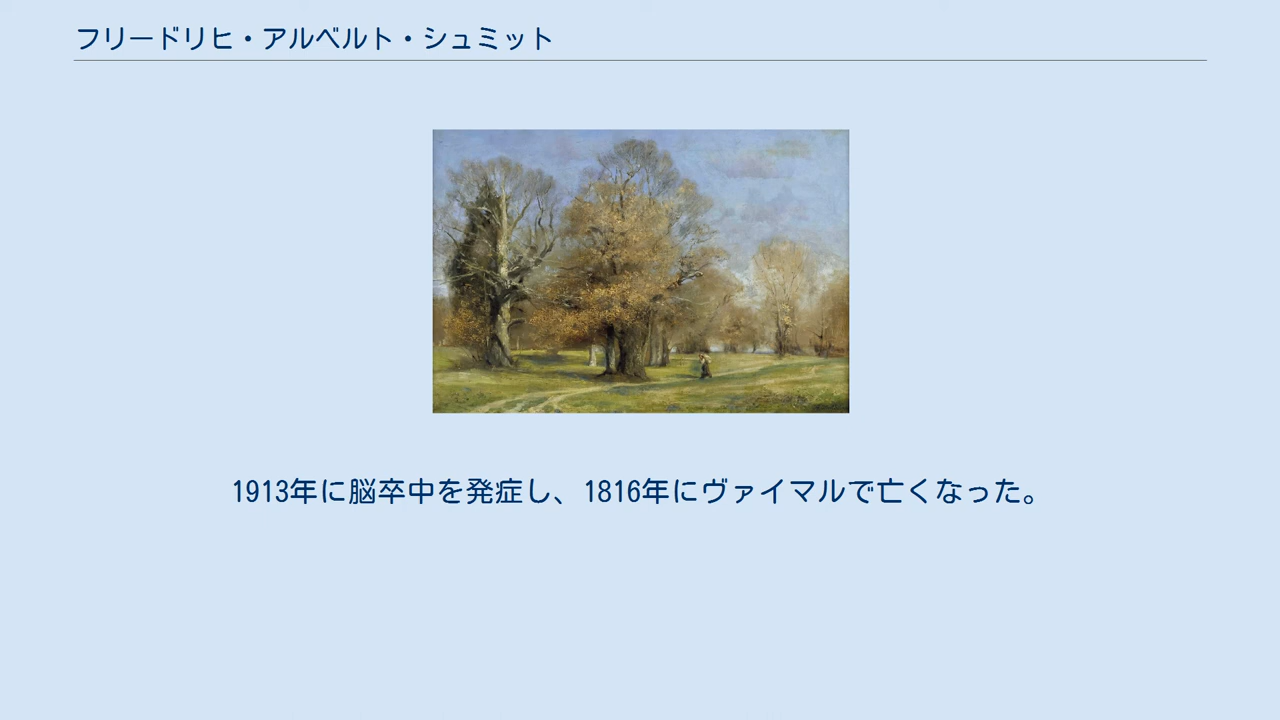 フリードリヒ・アルベルト・シュミット
1913年に脳卒中を発症し、1816年にヴァイマルで亡くなった。